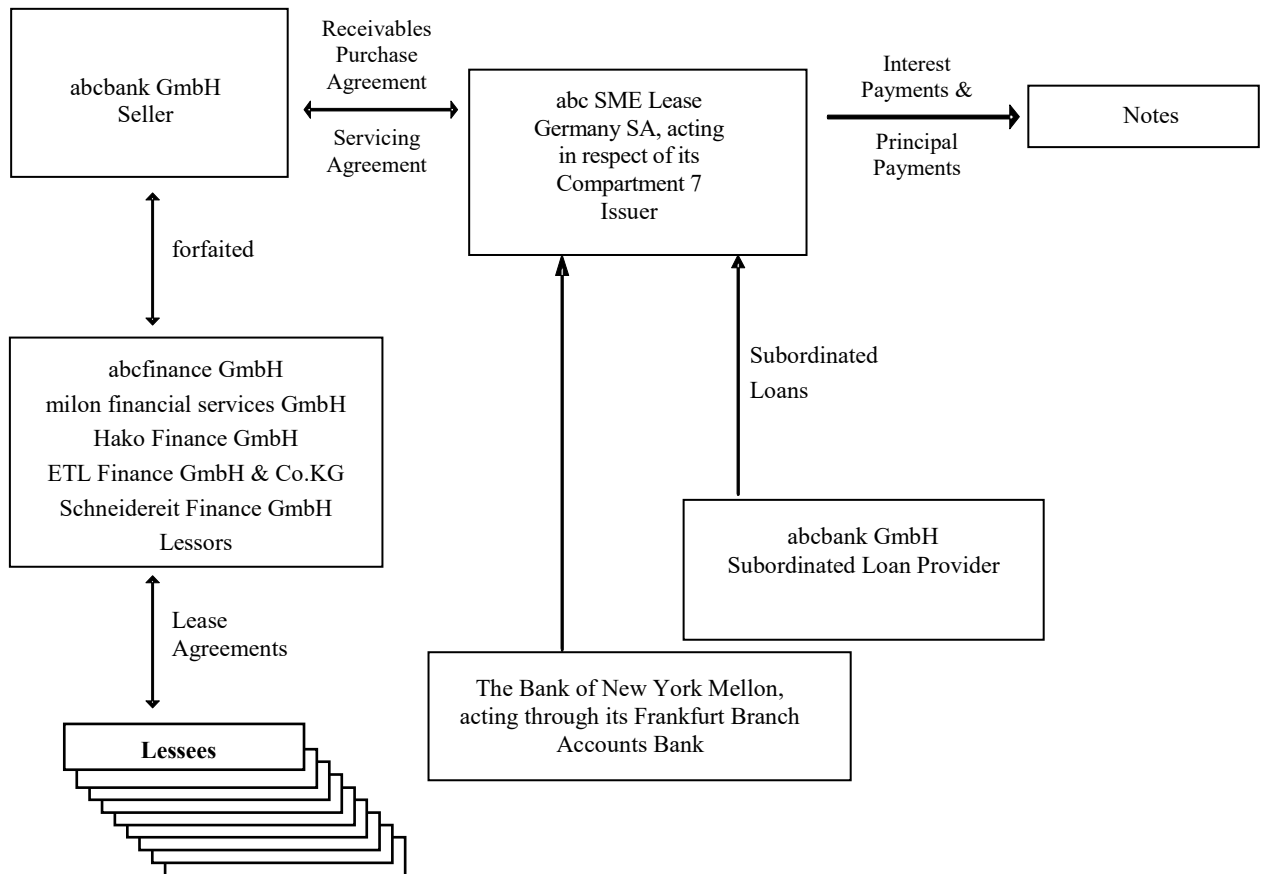 abcbank GmbH
Seller
Receivables
Purchase
Agreement
Servicing
Agreement
abc SME Lease
Germany SA, acting
in respect of its
Compartment 7
Issuer
Interest
Payments &
Principal
Payments
Notes
forfaited
abcfinance GmbH
milon financial services GmbH
Hako Finance GmbH
ETL Finance GmbH & Co.KG
Schneidereit Finance GmbH
Lessors
Subordinated
Loans
abcbank GmbH
Subordinated Loan Provider
Lease
Agreements
The Bank of New York Mellon,
acting through its Frankfurt Branch
Accounts Bank
Lessees